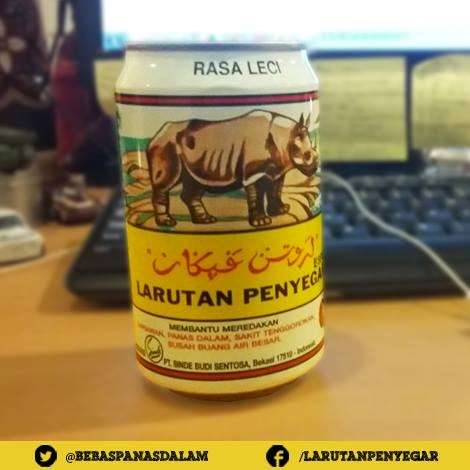 RASA LECI
LARUTAN PENYEGA
MEMBANTU MEREDAKAN
PANAS DALAM, SAKIT TENGGOROKAN,
SUSAH BUANG AIR BESAR.
PT. SINDE BUDI SENTOSA, Bekasi 17510 - Indonesia
@BEBASPANASDALAM
/LARUTANPENYEGAR